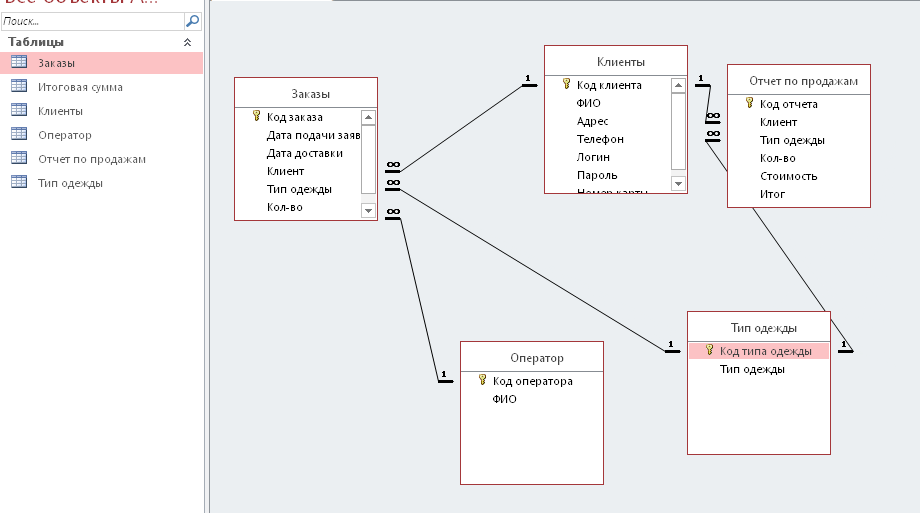 Поиск...
Таблицы
Заказы
Итоговая сумма
Клиенты
Оператор
Отчет по продажам
Тип одежды
Заказы
Код заказа
Дата подачи заяв
Дата доставки
Клиент
Тип одежды
Кол-во
Клиенты
Код клиента
ФИО
Адрес
Телефон
Логин
Пароль
Номер карты
Отчет по продажам
Код отчета
Клиент
Тип одежды
Кол-во
Стоимость
Итог
1
1
∞
∞
∞
∞
∞
Оператор
Код оператора
ФИО
1
Тип одежды
Код типа одежды
Тип одежды
1
1